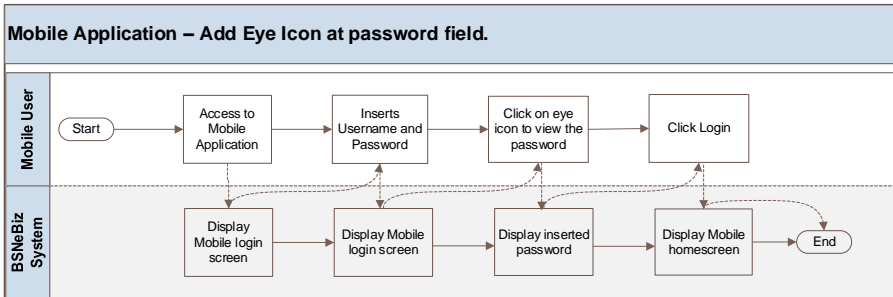 Mobile Application – Add Eye Icon at password field.
Mobile User
Start
Access to
Mobile
Application
Inserts
Username and
Password
Click on eye
icon to view the
password
Click Login
BSNeBiz
System
Display
Mobile login
screen
Display Mobile
login screen
Display inserted
password
Display Mobile
homescreen
End